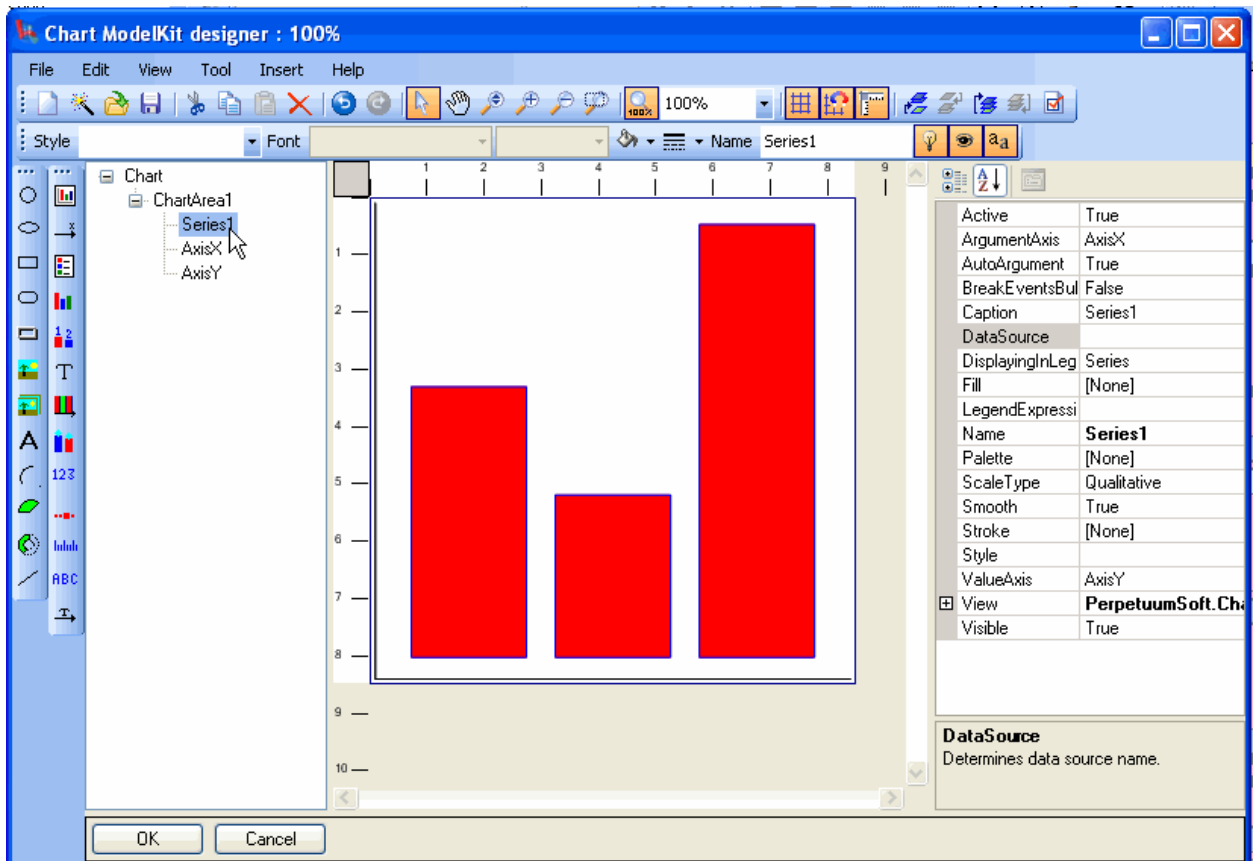 Chart ModelKit designer : 100%
File Edit View Tool Insert Help
100% 100%
Style Font Name Series1 aa
Chart
ChartArea1
Series1
AxisX
AxisY
1 2 3 4 5 6 7 8 9
1
2
3
4
5
6
7
8
9
10
1 2
T
A
123
ABC
T
A
Z
Active True
ArgumentAxis AxisX
AutoArgument True
BreakEventsBul False
Caption Series1
DataSource
DisplayingInLeg Series
Fill [None]
LegendExpressi
Name Series1
Palette [None]
ScaleType Qualitative
Smooth True
Stroke [None]
Style
ValueAxis AxisY
View PerpetuumSoft.Cha
Visible True
DataSource
Determines data source name.
OK Cancel